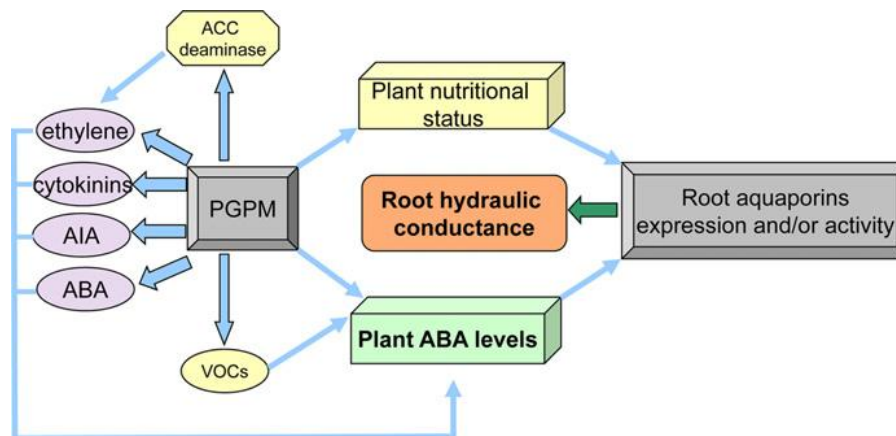 ACC
deaminase
ethylene
cytokinins
AIA
ABA
PGPM
VOCs
Plant nutritional
status
Root hydraulic
conductance
Plant ABA levels
Root aquaporins
expression and/or activity